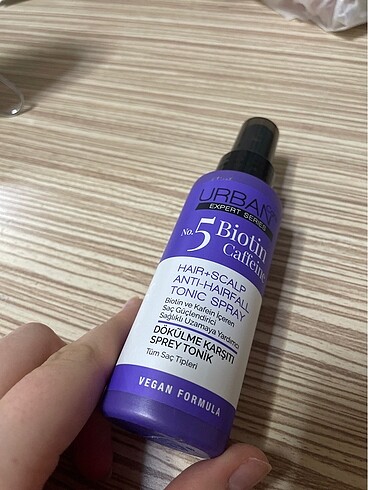 URBAN
EXPERT SERIES
No. 5 Biotin
Caffeine
HAIR+SCALP
ANTI-HAIRFALL
TONIC SPRAY
Biotin ve Kafein İçeren
Saç Güçlendirici
Sağlıklı Uzamaya Yardımcı
DÖKÜLME KARŞITI
SPREY TONİK
Tüm Saç Tipleri
VEGAN FORMULA